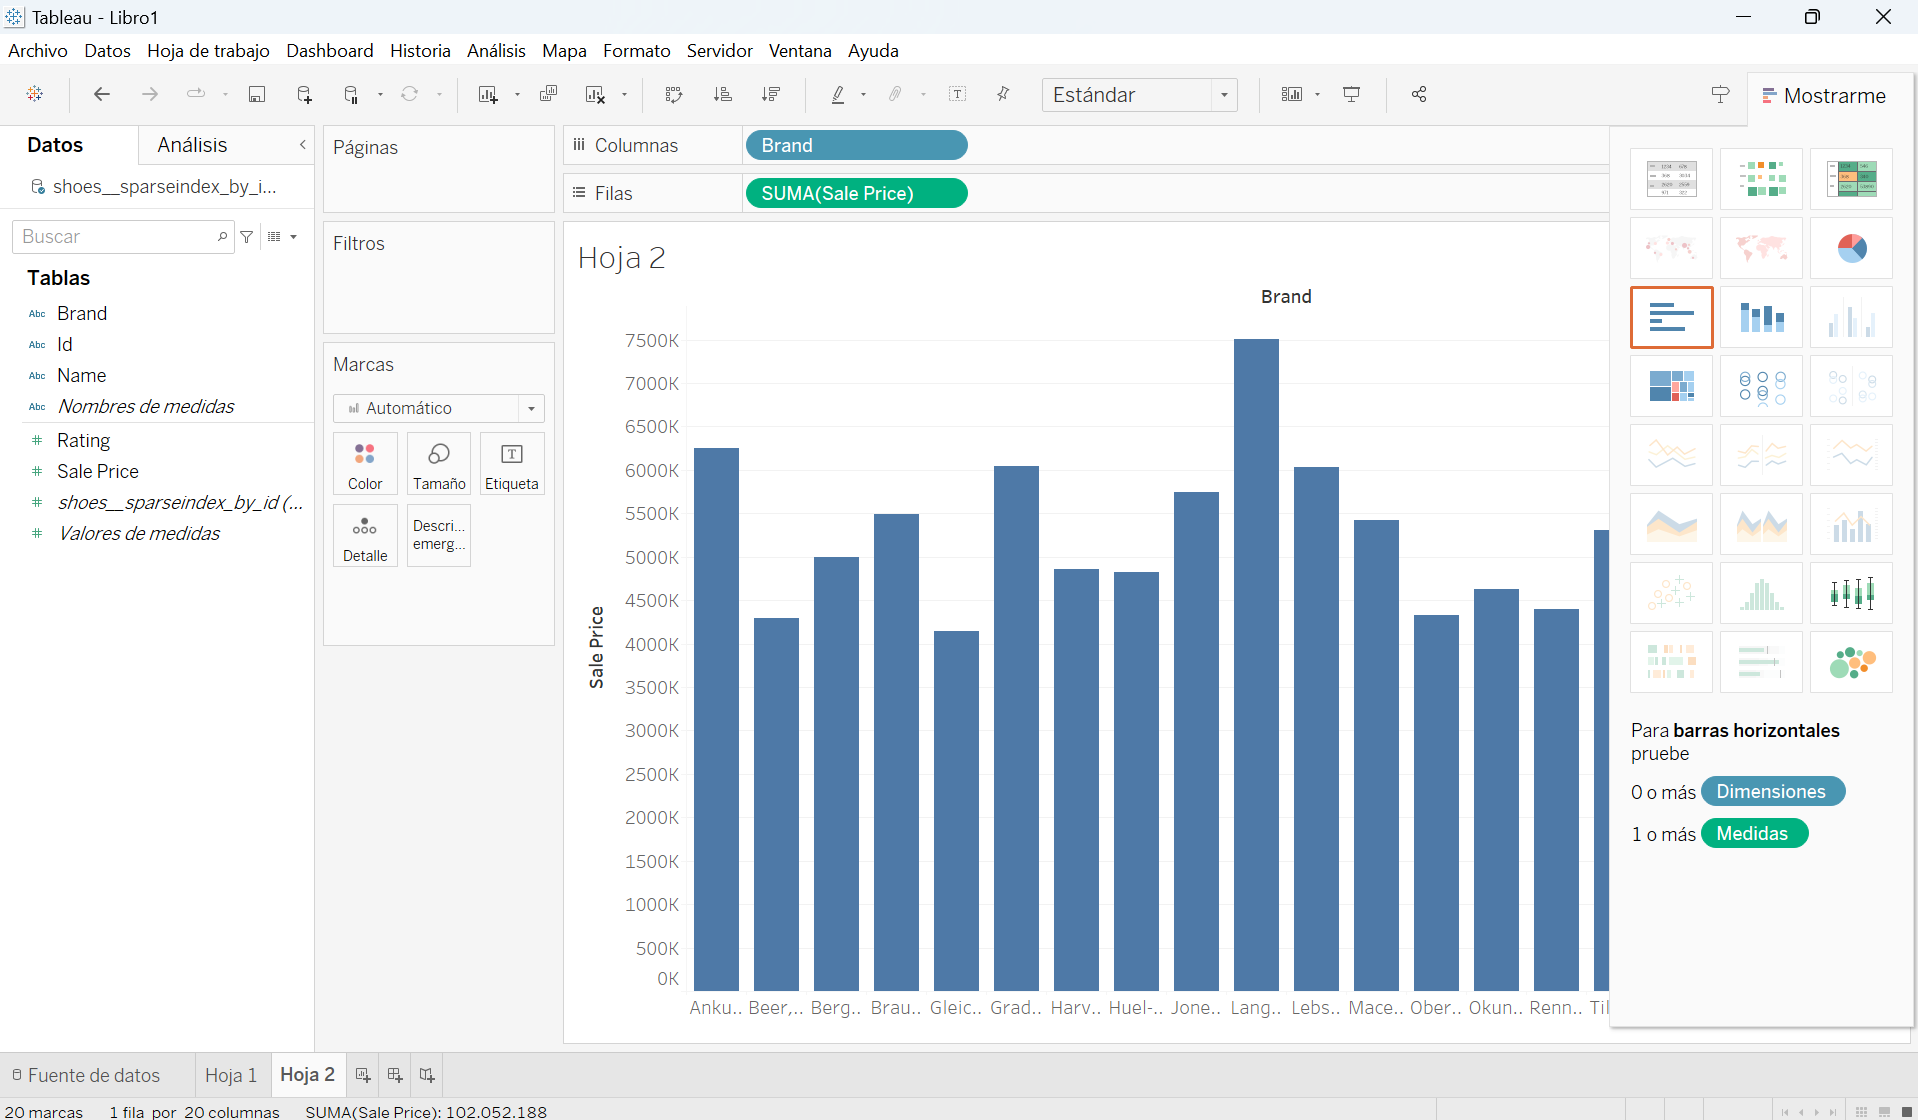 Tableau - Libro1
Archivo Datos Hoja de trabajo Dashboard Historia Análisis Mapa Formato Servidor Ventana Ayuda
Estándar
Mostrarme
Datos
Análisis
shoes__sparseindex_by_i...
Buscar
Tablas
Abc Brand
Abc Id
Abc Name
Abc Nombres de medidas
# Rating
# Sale Price
# shoes__sparseindex_by_id (...
# Valores de medidas
Páginas
Filtros
Marcas
Automático
Color
Tamaño
Etiqueta
Detalle
Descri...
emerg...
Columnas
Brand
Filas
SUMA(Sale Price)
Hoja 2
Brand
Sale Price
7500K
7000K
6500K
6000K
5500K
5000K
4500K
4000K
3500K
3000K
2500K
2000K
1500K
1000K
500K
0K
Anku.. Beer,.. Berg.. Brau.. Gleic.. Grad.. Harv.. Huel-.. Jone.. Lang.. Lebs.. Mace.. Ober.. Okun.. Renn.. Til
Para barras horizontales
pruebe
0 o más Dimensiones
1 o más Medidas
Fuente de datos
Hoja 1
Hoja 2
20 marcas
1 fila por 20 columnas
SUMA(Sale Price): 102.052.188